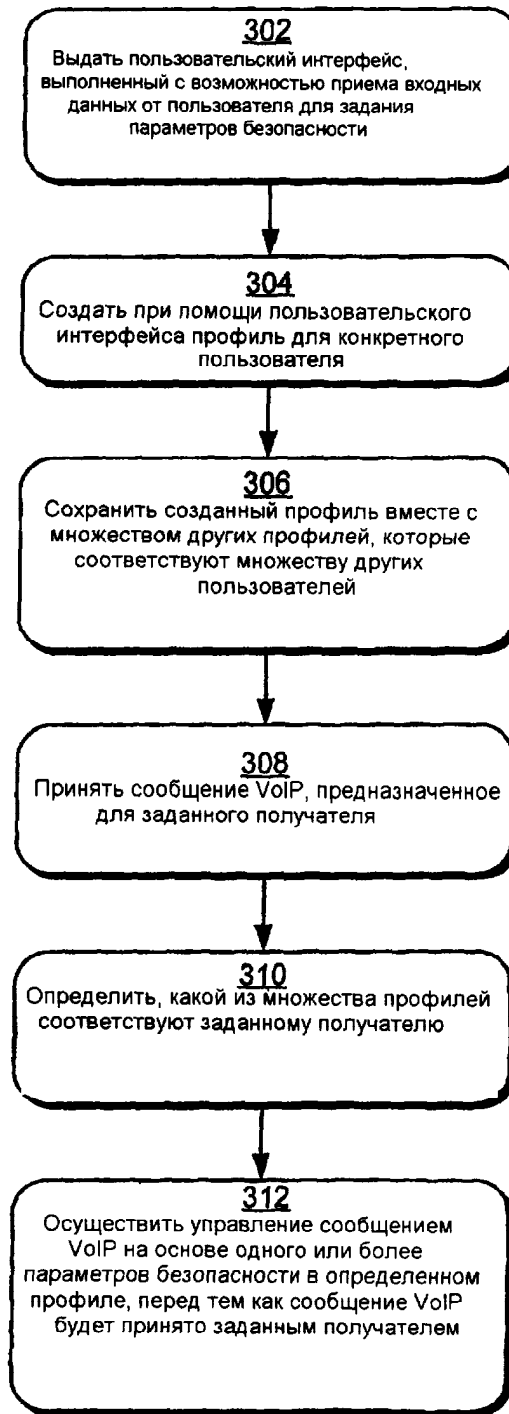 302
Выдать пользовательский интерфейс,
выполненный с возможностью приема входных
данных от пользователя для задания
параметров безопасности
304
Создать при помощи пользовательского
интерфейса профиль для конкретного
пользователя
306
Сохранить созданный профиль вместе с
множеством других профилей, которые
соответствуют множеству других
пользователей
308
Принять сообщение VoIP, предназначенное
для заданного получателя
310
Определить, какой из множества профилей
соответствуют заданному получателю
312
Осуществить управление сообщением
VoIP на основе одного или более
параметров безопасности в определенном
профиле, перед тем как сообщение VoIP
будет принято заданным получателем